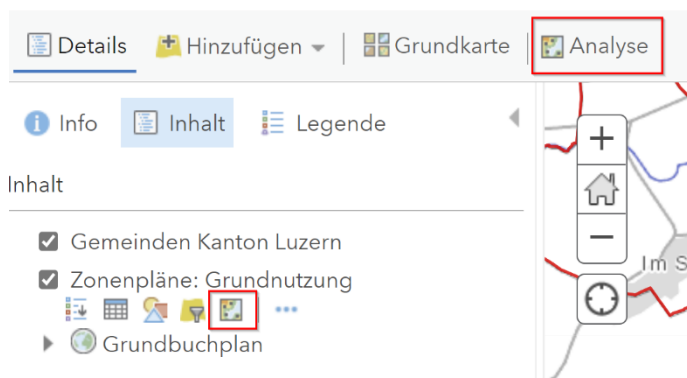 Details Hinzufügen Grundkarte Analyse
Info Inhalt Legende
Inhalt
Gemeinden Kanton Luzern
Zonenpläne: Grundnutzung
Grundbuchplan
Im S